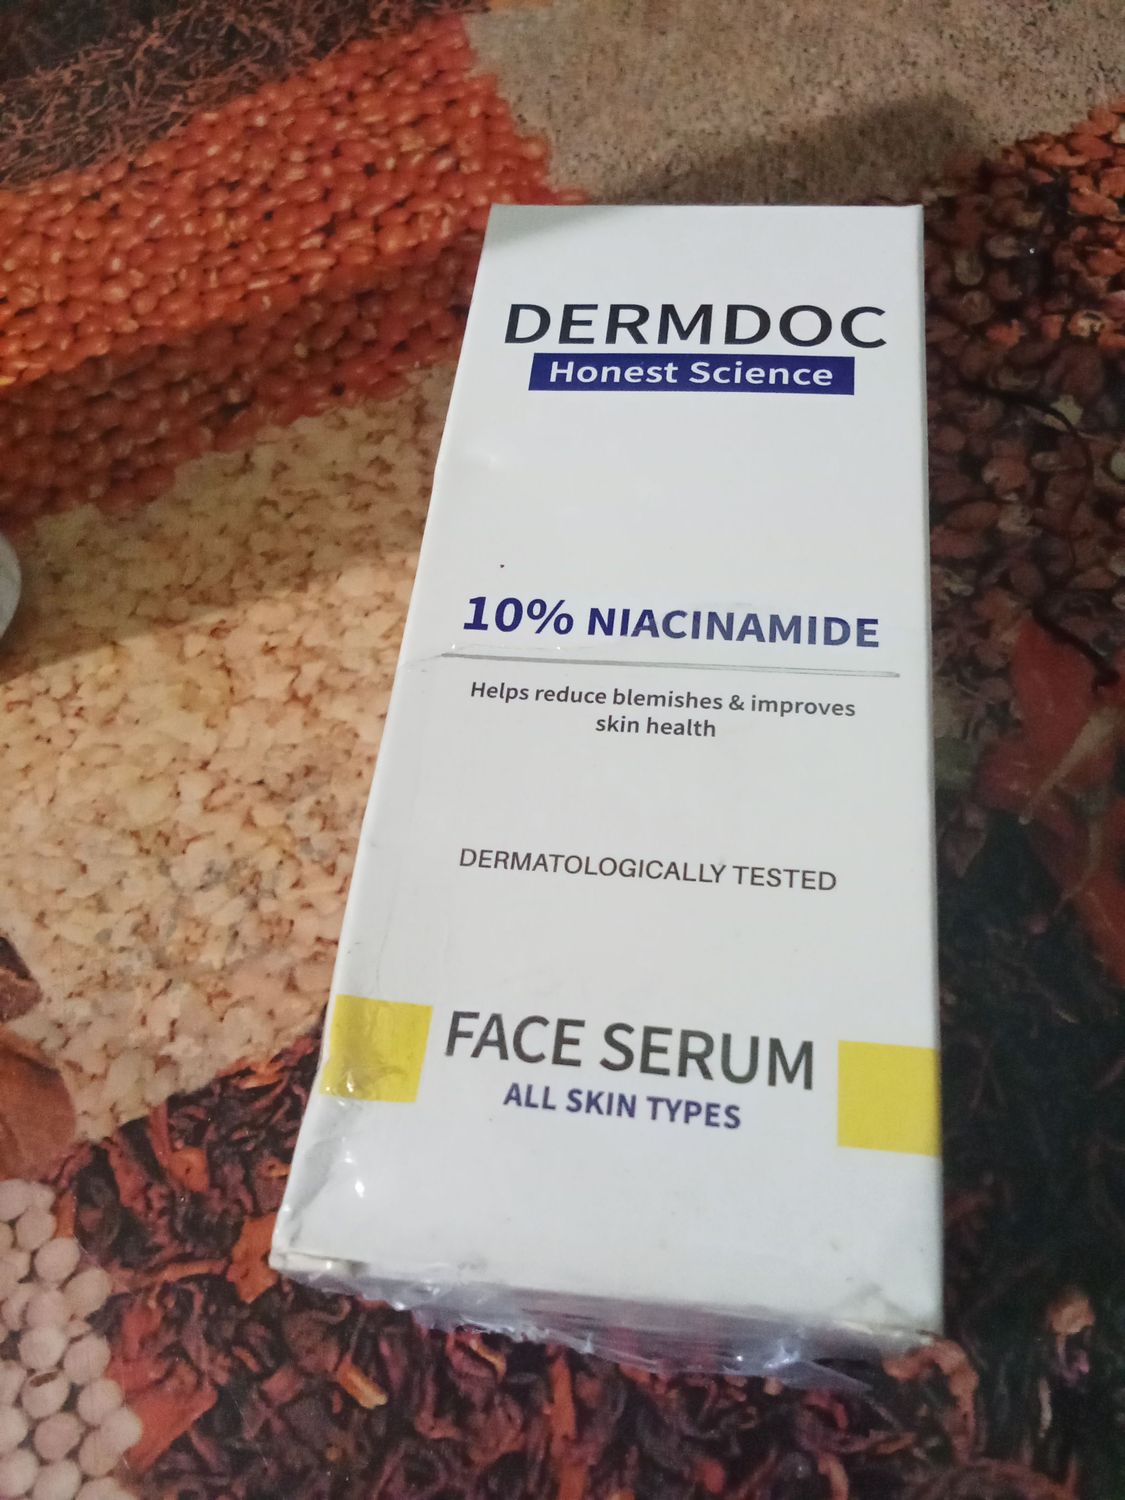 DERMDOC
Honest Science
10% NIACINAMIDE
Helps reduce blemishes & improves
skin health
DERMATOLOGICALLY TESTED
FACE SERUM
ALL SKIN TYPES